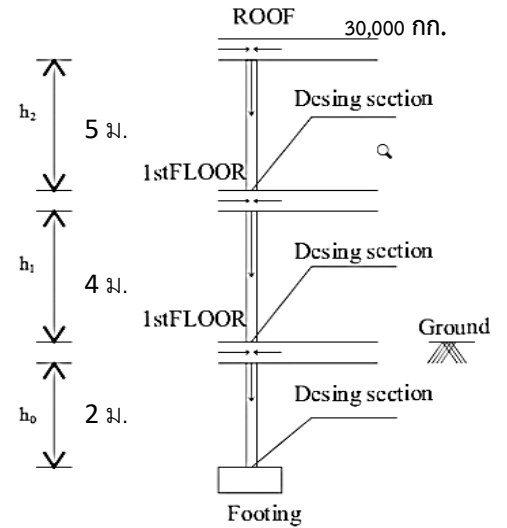 ROOF
30,000 กก.
h₂
5 ม.
Desing section
1stFLOOR
h₁
4 ม.
Desing section
1stFLOOR
Ground
h₀
2 ม.
Desing section
Footing